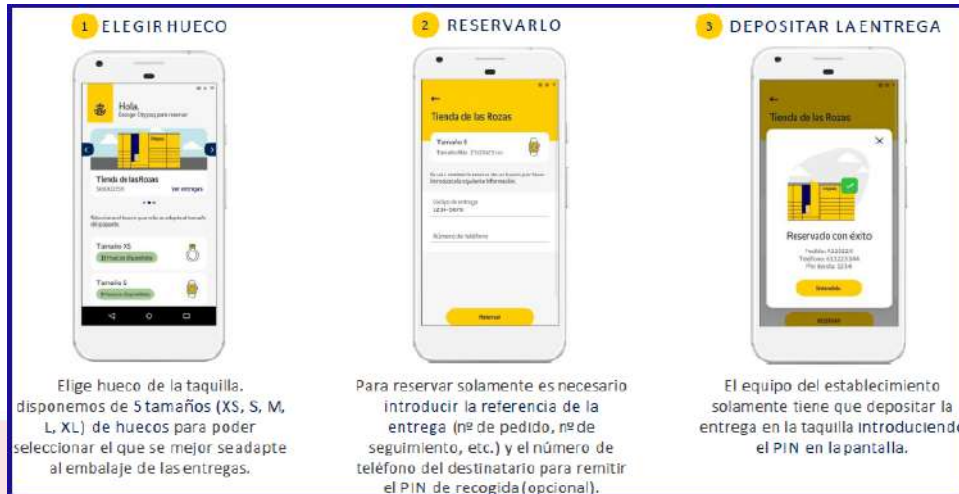 1 ELEGIR HUECO
Hola,
Tienda de las Rozas
Ver entregas
Tamaño XS
Tamaño S
Elige hueco de la taquilla.
disponemos de 5 tamaños (XS, S, M,
L, XL) de huecos para poder
seleccionar el que se mejor se adapte
al embalaje de las entregas.
2 RESERVARLO
Tienda de las Rozas
Tamaño S
Código de entrega
Número de teléfono
Reservar
Para reservar solamente es necesario
introducir la referencia de la
entrega (nº de pedido, nº de
seguimiento, etc.) y el número de
teléfono del destinatario para remitir
el PIN de recogida (opcional).
3 DEPOSITAR LA ENTREGA
Tienda de las Rozas
Reservado con éxito
Entendido
El equipo del establecimiento
solamente tiene que depositar la
entrega en la taquilla introduciendo
el PIN en la pantalla.